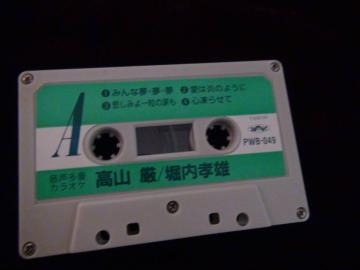 ❶みんな夢・夢・夢 ❷愛は炎のように
❸悲しみよ一粒の涙も ❹心凍らせて
A
PWB-049
音声多重
カラオケ
高山 厳/堀内孝雄